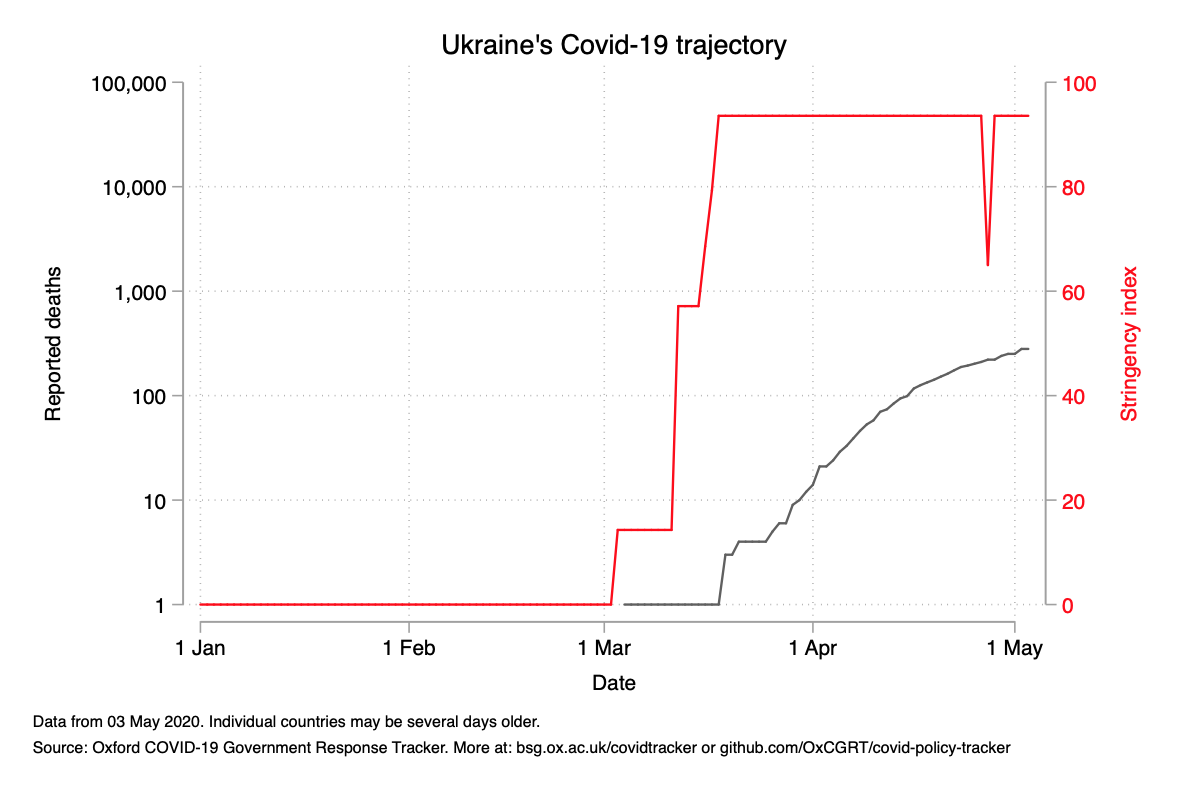 Ukraine's Covid-19 trajectory
100,000
10,000
1,000
100
10
1
Reported deaths
100
80
60
40
20
0
Stringency index
1 Jan
1 Feb
1 Mar
1 Apr
1 May
Date
Data from 03 May 2020. Individual countries may be several days older.
Source: Oxford COVID-19 Government Response Tracker. More at: bsg.ox.ac.uk/covidtracker or github.com/OxCGRT/covid-policy-tracker